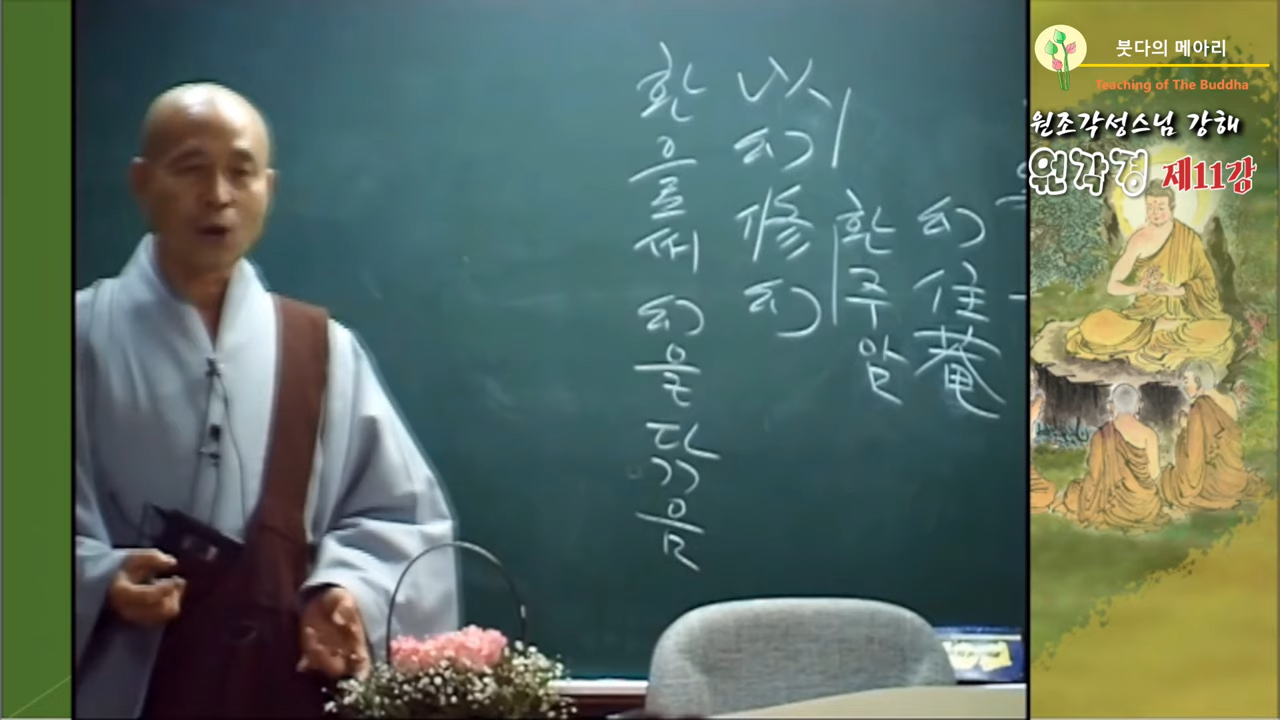 붓다의 메아리
Teaching of The Buddha
원조각성스님 강해
원각경 제11강
幻住菴
환주암
以幻修幻
환으로써 幻을 닦음